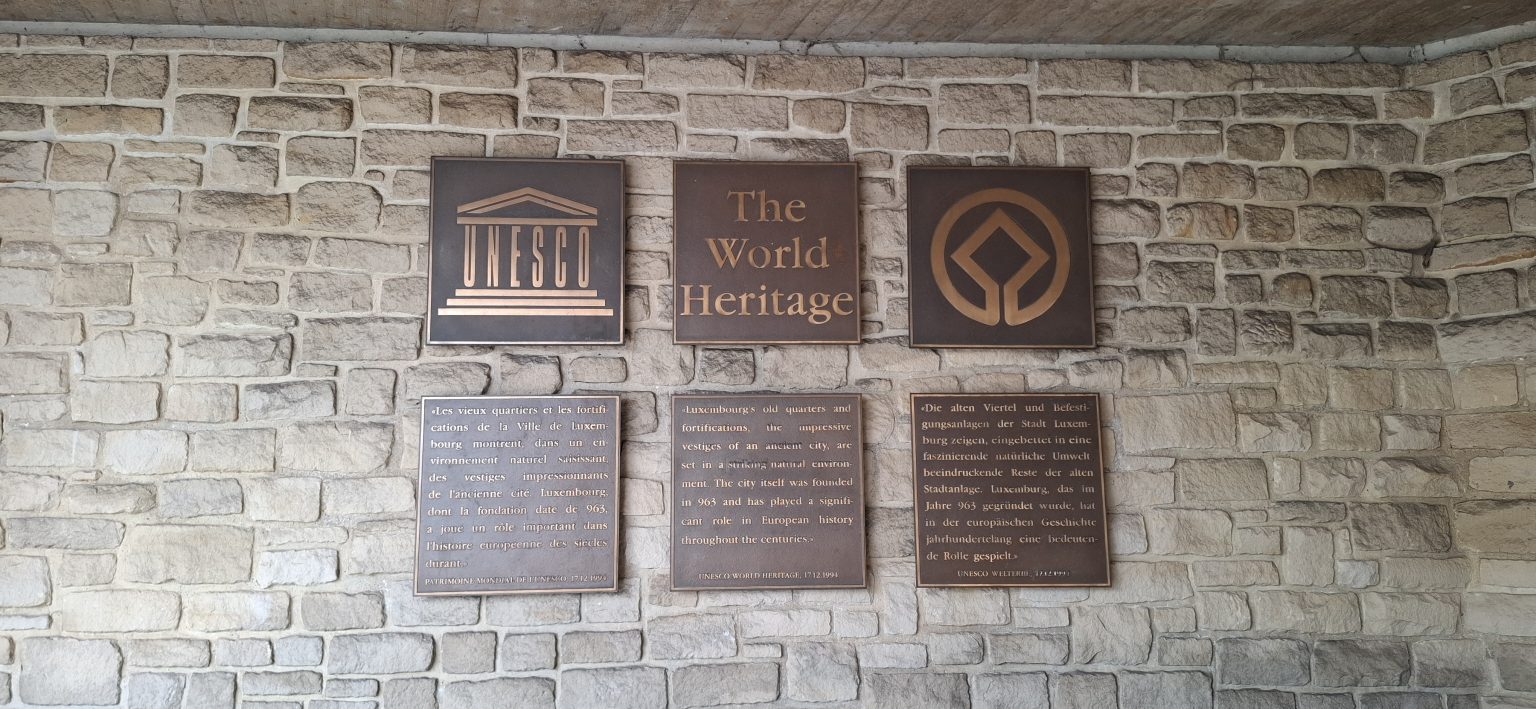 UNESCO
The
World
Heritage
«Les vieux quartiers et les fortifi-
cations de la Ville de Luxem-
bourg montrent, dans un en-
vironnement naturel saisissant,
des vestiges impressionnants
de l'ancienne cité. Luxembourg,
dont la fondation date de 963,
a joué un rôle important dans
l'histoire européenne des siècles
durant.»
PATRIMOINE MONDIAL DE L'UNESCO, 17.12.1994
«Luxembourg's old quarters and
fortifications, the impressive
vestiges of an ancient city, are
set in a striking natural environ-
ment. The city itself was founded
in 963 and has played a signifi-
cant role in European history
throughout the centuries.»
UNESCO WORLD HERITAGE, 17.12.1994
«Die alten Viertel und Befesti-
gungsanlagen der Stadt Luxem-
burg zeigen, eingebettet in eine
faszinierende natürliche Umwelt
beeindruckende Reste der alten
Stadtanlage. Luxemburg, das im
Jahre 963 gegründet wurde, hat
in der europäischen Geschichte
jahrhundertelang eine bedeuten-
de Rolle gespielt.»
UNESCO WELTERBE, 17.12.1994